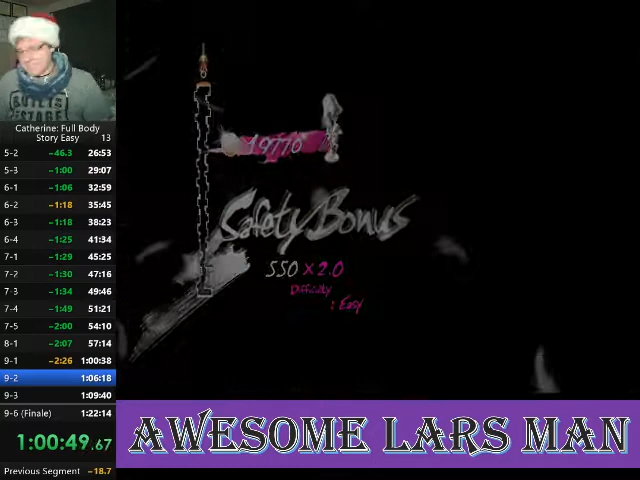 Catherine: Full Body
Story Easy 13
5-2 -46.3 26:53
5-3 -1:00 29:07
6-1 -1:06 32:59
6-2 -1:18 35:45
6-3 -1:18 38:23
6-4 -1:25 41:34
7-1 -1:29 45:25
7-2 -1:30 47:16
7-3 -1:34 49:46
7-4 -1:49 51:21
7-5 -2:00 54:10
8-1 -2:07 57:14
9-1 -2:26 1:00:38
9-2 1:06:18
9-3 1:09:40
9-6 (Finale) 1:22:14
1:00:49.67
Previous Segment -18.7
19770
Safety Bonus
550 x 2.0
Difficulty
: Easy
AWESOME LARS MAN